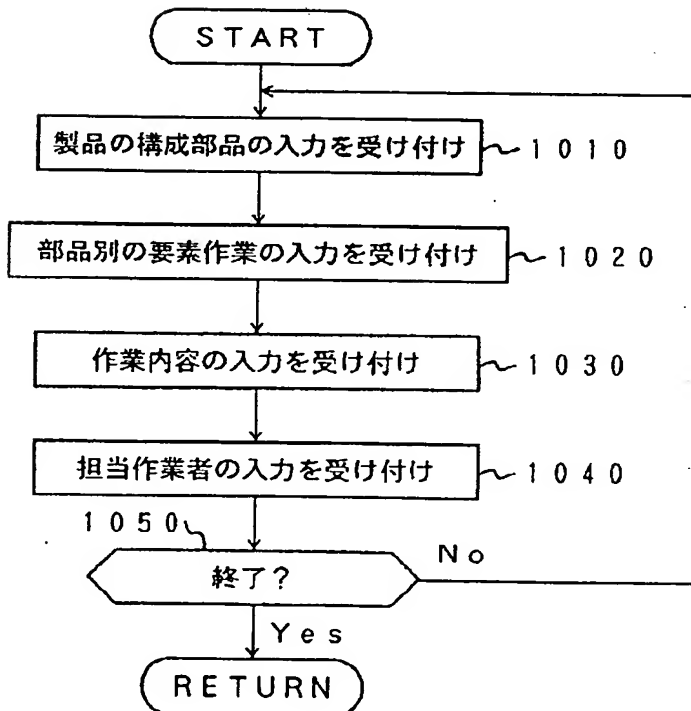 START
製品の構成部品の入力を受け付け 1010
部品別の要素作業の入力を受け付け 1020
作業内容の入力を受け付け 1030
担当作業者の入力を受け付け 1040
1050
終了? No
Yes
RETURN